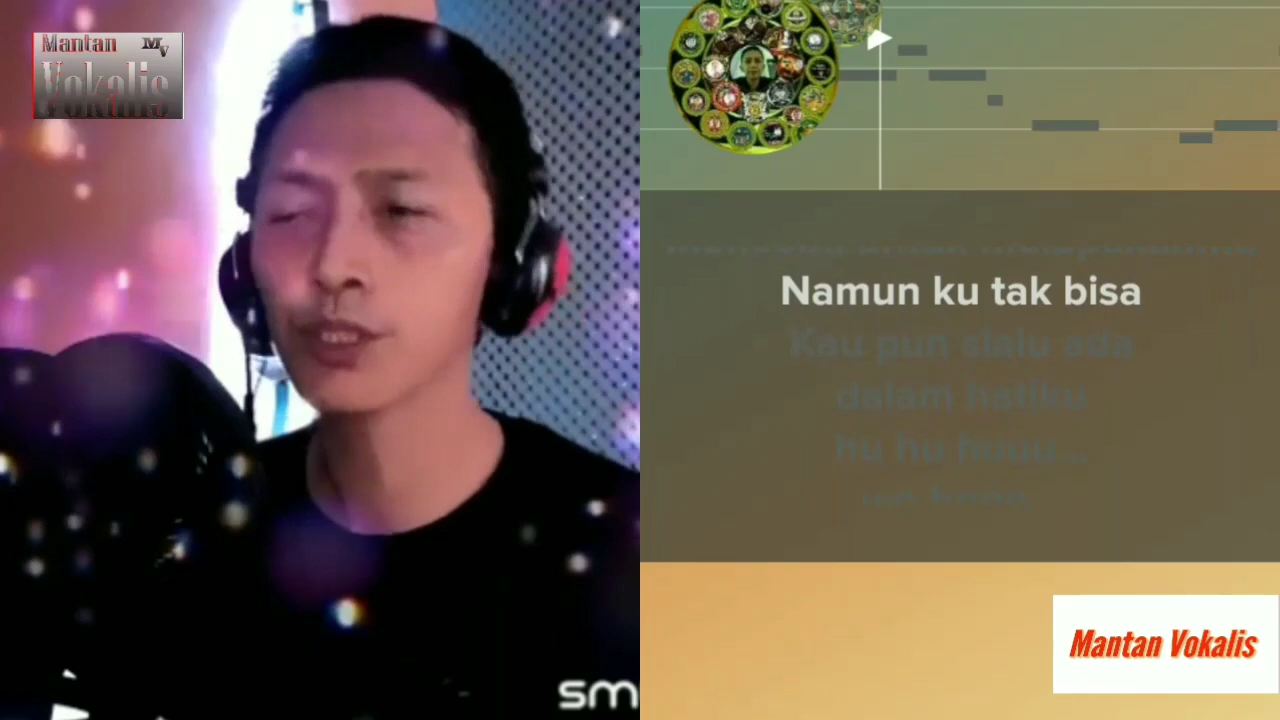 Mantan MV
Vokalis
Namun ku tak bisa
Kau pun slalu ada
dalam hatiku
hu hu huuu...
sm
Mantan Vokalis